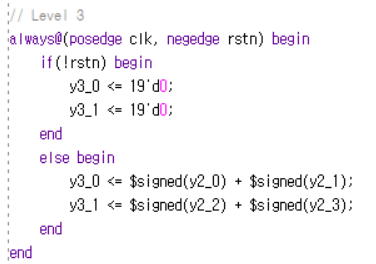 // Level 3
always@(posedge clk, negedge rstn) begin
    if(!rstn) begin
        y3_0 <= 19'd0;
        y3_1 <= 19'd0;
    end
    else begin
        y3_0 <= $signed(y2_0) + $signed(y2_1);
        y3_1 <= $signed(y2_2) + $signed(y2_3);
    end
end